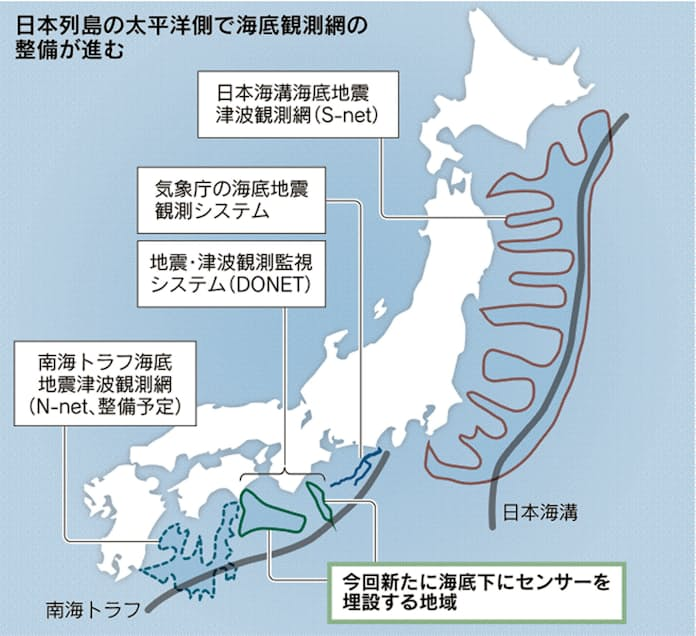 日本列島の太平洋側で海底観測網の
整備が進む
日本海溝海底地震
津波観測網(S-net)
気象庁の海底地震
観測システム
地震・津波観測監視
システム(DONET)
南海トラフ海底
地震津波観測網
(N-net、整備予定)
日本海溝
今回新たに海底下にセンサーを
埋設する地域
南海トラフ